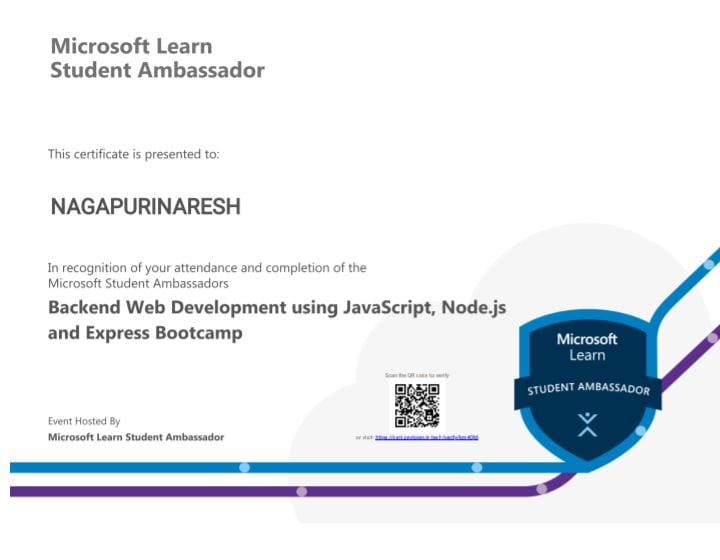 Microsoft Learn
Student Ambassador
This certificate is presented to:
NAGAPURINARESH
In recognition of your attendance and completion of the
Microsoft Student Ambassadors
Backend Web Development using JavaScript, Node.js
and Express Bootcamp
Microsoft
Learn
STUDENT AMBASSADOR
Scan the QR code to verify
Event Hosted By
Microsoft Learn Student Ambassador
or visit: